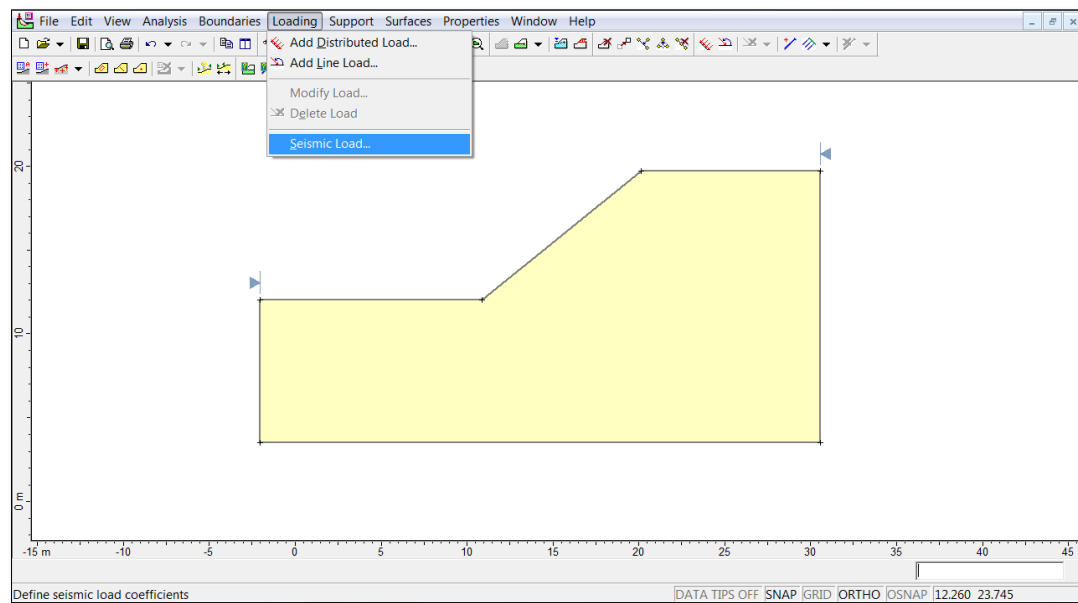 File Edit View Analysis Boundaries Loading Support Surfaces Properties Window Help
Add Distributed Load...
Add Line Load...
Modify Load...
Delete Load
Seismic Load...
20
10
0 m
-15 m -10 -5 0 5 10 15 20 25 30 35 40 45
Define seismic load coefficients DATA TIPS OFF SNAP GRID ORTHO OSNAP 12.260 23.745